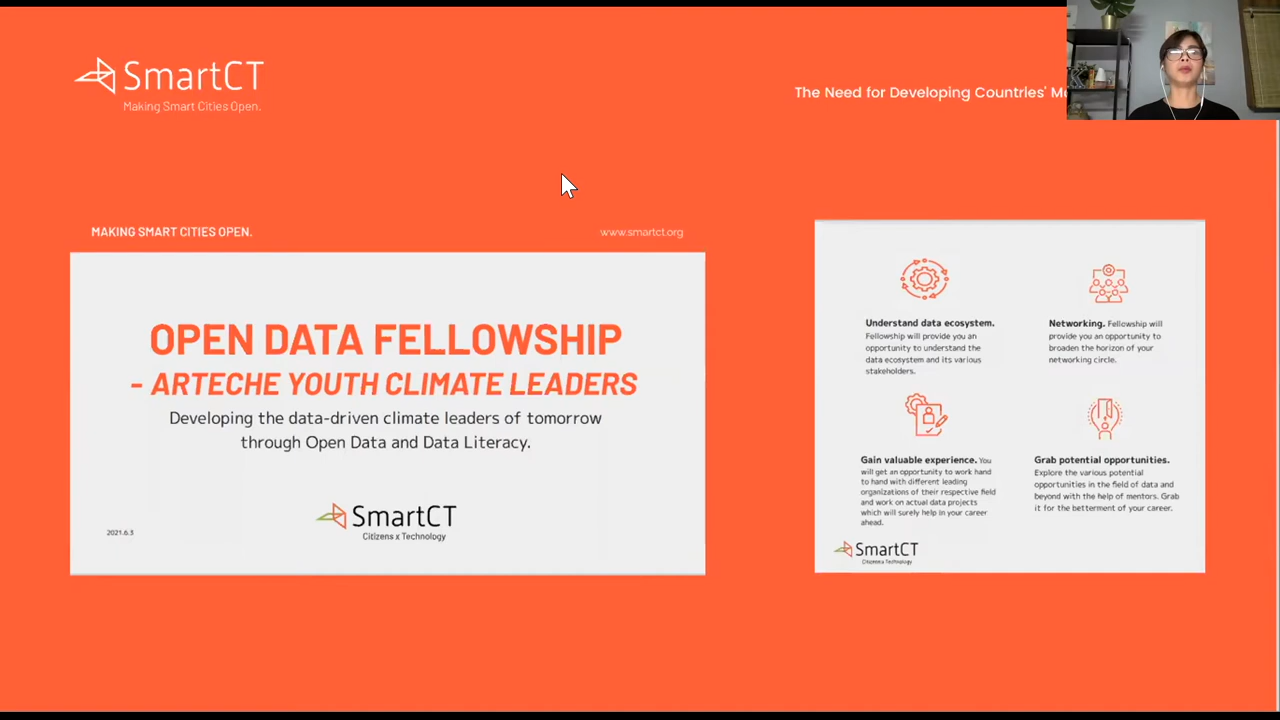 SmartCT
Making Smart Cities Open.
The Need for Developing Countries'
MAKING SMART CITIES OPEN.
www.smartct.org
OPEN DATA FELLOWSHIP
- ARTECHE YOUTH CLIMATE LEADERS
Developing the data-driven climate leaders of tomorrow
through Open Data and Data Literacy.
SmartCT
Citizens x Technology
2021.6.3
Understand data ecosystem.
Fellowship will provide you an
opportunity to understand the
data ecosystem and its various
stakeholders.
Networking. Fellowship will
provide you an opportunity to
broaden the horizon of your
networking circle.
Gain valuable experience. You
will get an opportunity to work hand
to hand with different leading
organizations of their respective field
and work on actual data projects
which will surely help in your career
ahead.
Grab potential opportunities.
Explore the various potential
opportunities in the field of data and
beyond with the help of mentors. Grab
it for the betterment of your career.
SmartCT
Citizens x Technology